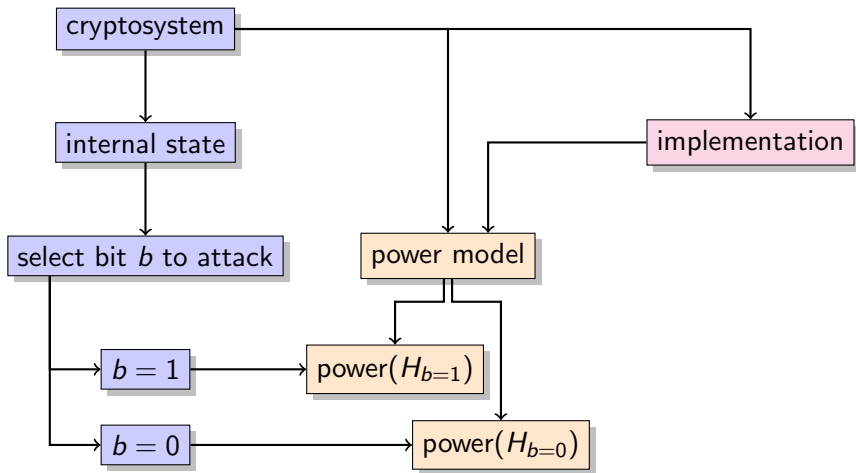 cryptosystem
internal state
implementation
select bit b to attack
power model
b = 1
power(H_{b=1})
b = 0
power(H_{b=0})